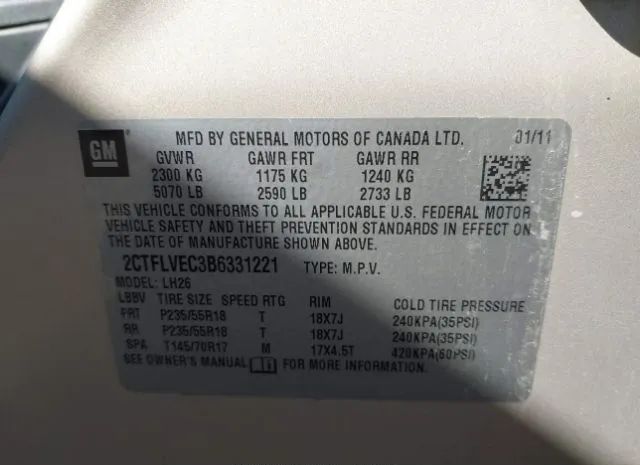 GM
MFD BY GENERAL MOTORS OF CANADA LTD. 01/11
GVWR GAWR FRT GAWR RR
2300 KG 1175 KG 1240 KG
5070 LB 2590 LB 2733 LB
THIS VEHICLE CONFORMS TO ALL APPLICABLE U.S. FEDERAL MOTOR
VEHICLE SAFETY AND THEFT PREVENTION STANDARDS IN EFFECT ON
THE DATE OF MANUFACTURE SHOWN ABOVE.
2CTFLVEC3B6331221 TYPE: M.P.V.
MODEL: LH26
LBBV TIRE SIZE SPEED RTG RIM COLD TIRE PRESSURE
FRT P235/55R18 T 18X7J 240KPA(35PSI)
RR P235/55R18 T 18X7J 240KPA(35PSI)
SPA T145/70R17 M 17X4.5T 420KPA(60PSI)
SEE OWNER'S MANUAL FOR MORE INFORMATION.